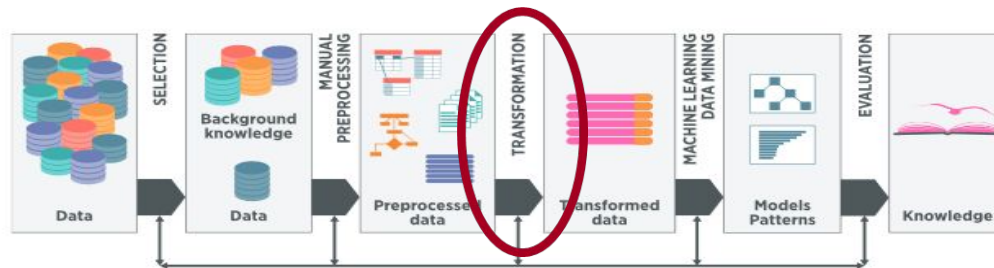 Data
SELECTION
Background
knowledge
Data
MANUAL
PREPROCESSING
Preprocessed
data
TRANSFORMATION
Transformed
data
MACHINE LEARNING
DATA MINING
Models
Patterns
EVALUATION
Knowledge